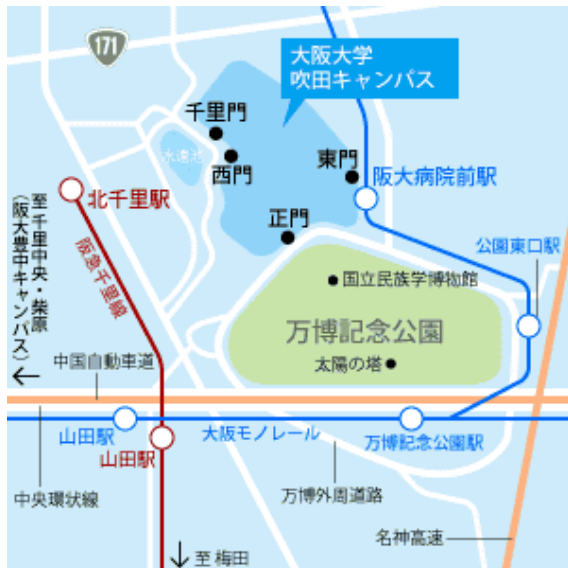 171
大阪大学
吹田キャンパス
千里門
水遠池
西門
東門
阪大病院前駅
北千里駅
正門
至千里中央・柴原
(阪大豊中キャンパス)
阪急千里線
公園東口駅
国立民族学博物館
万博記念公園
太陽の塔
中国自動車道
山田駅
大阪モノレール
万博記念公園駅
山田駅
中央環状線
万博外周道路
名神高速
至 梅田